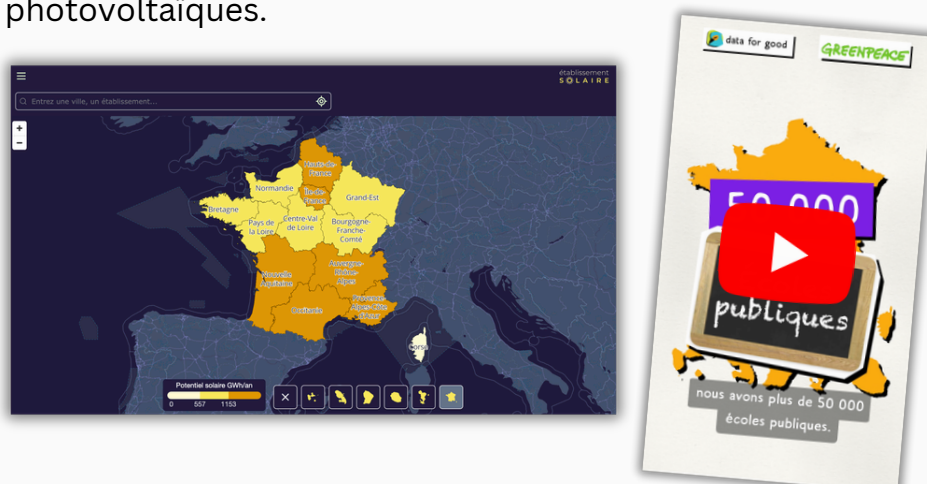 photovoltaïques.
établissement
SOLAIRE
Entrez une ville, un établissement...
+
−
Hauts-de-
France
Normandie
Île-de-
France
Grand-Est
Bretagne
Pays de
la Loire
Centre-Val
de Loire
Bourgogne-
Franche-
Comté
Nouvelle
Aquitaine
Auvergne-
Rhône-
Alpes
Occitanie
Provence-
Alpes-Côte
d'Azur
Corse
Potentiel solaire GWh/an
0 557 1153
data for good
GREENPEACE
50 000
publiques
nous avons plus de 50 000
écoles publiques.